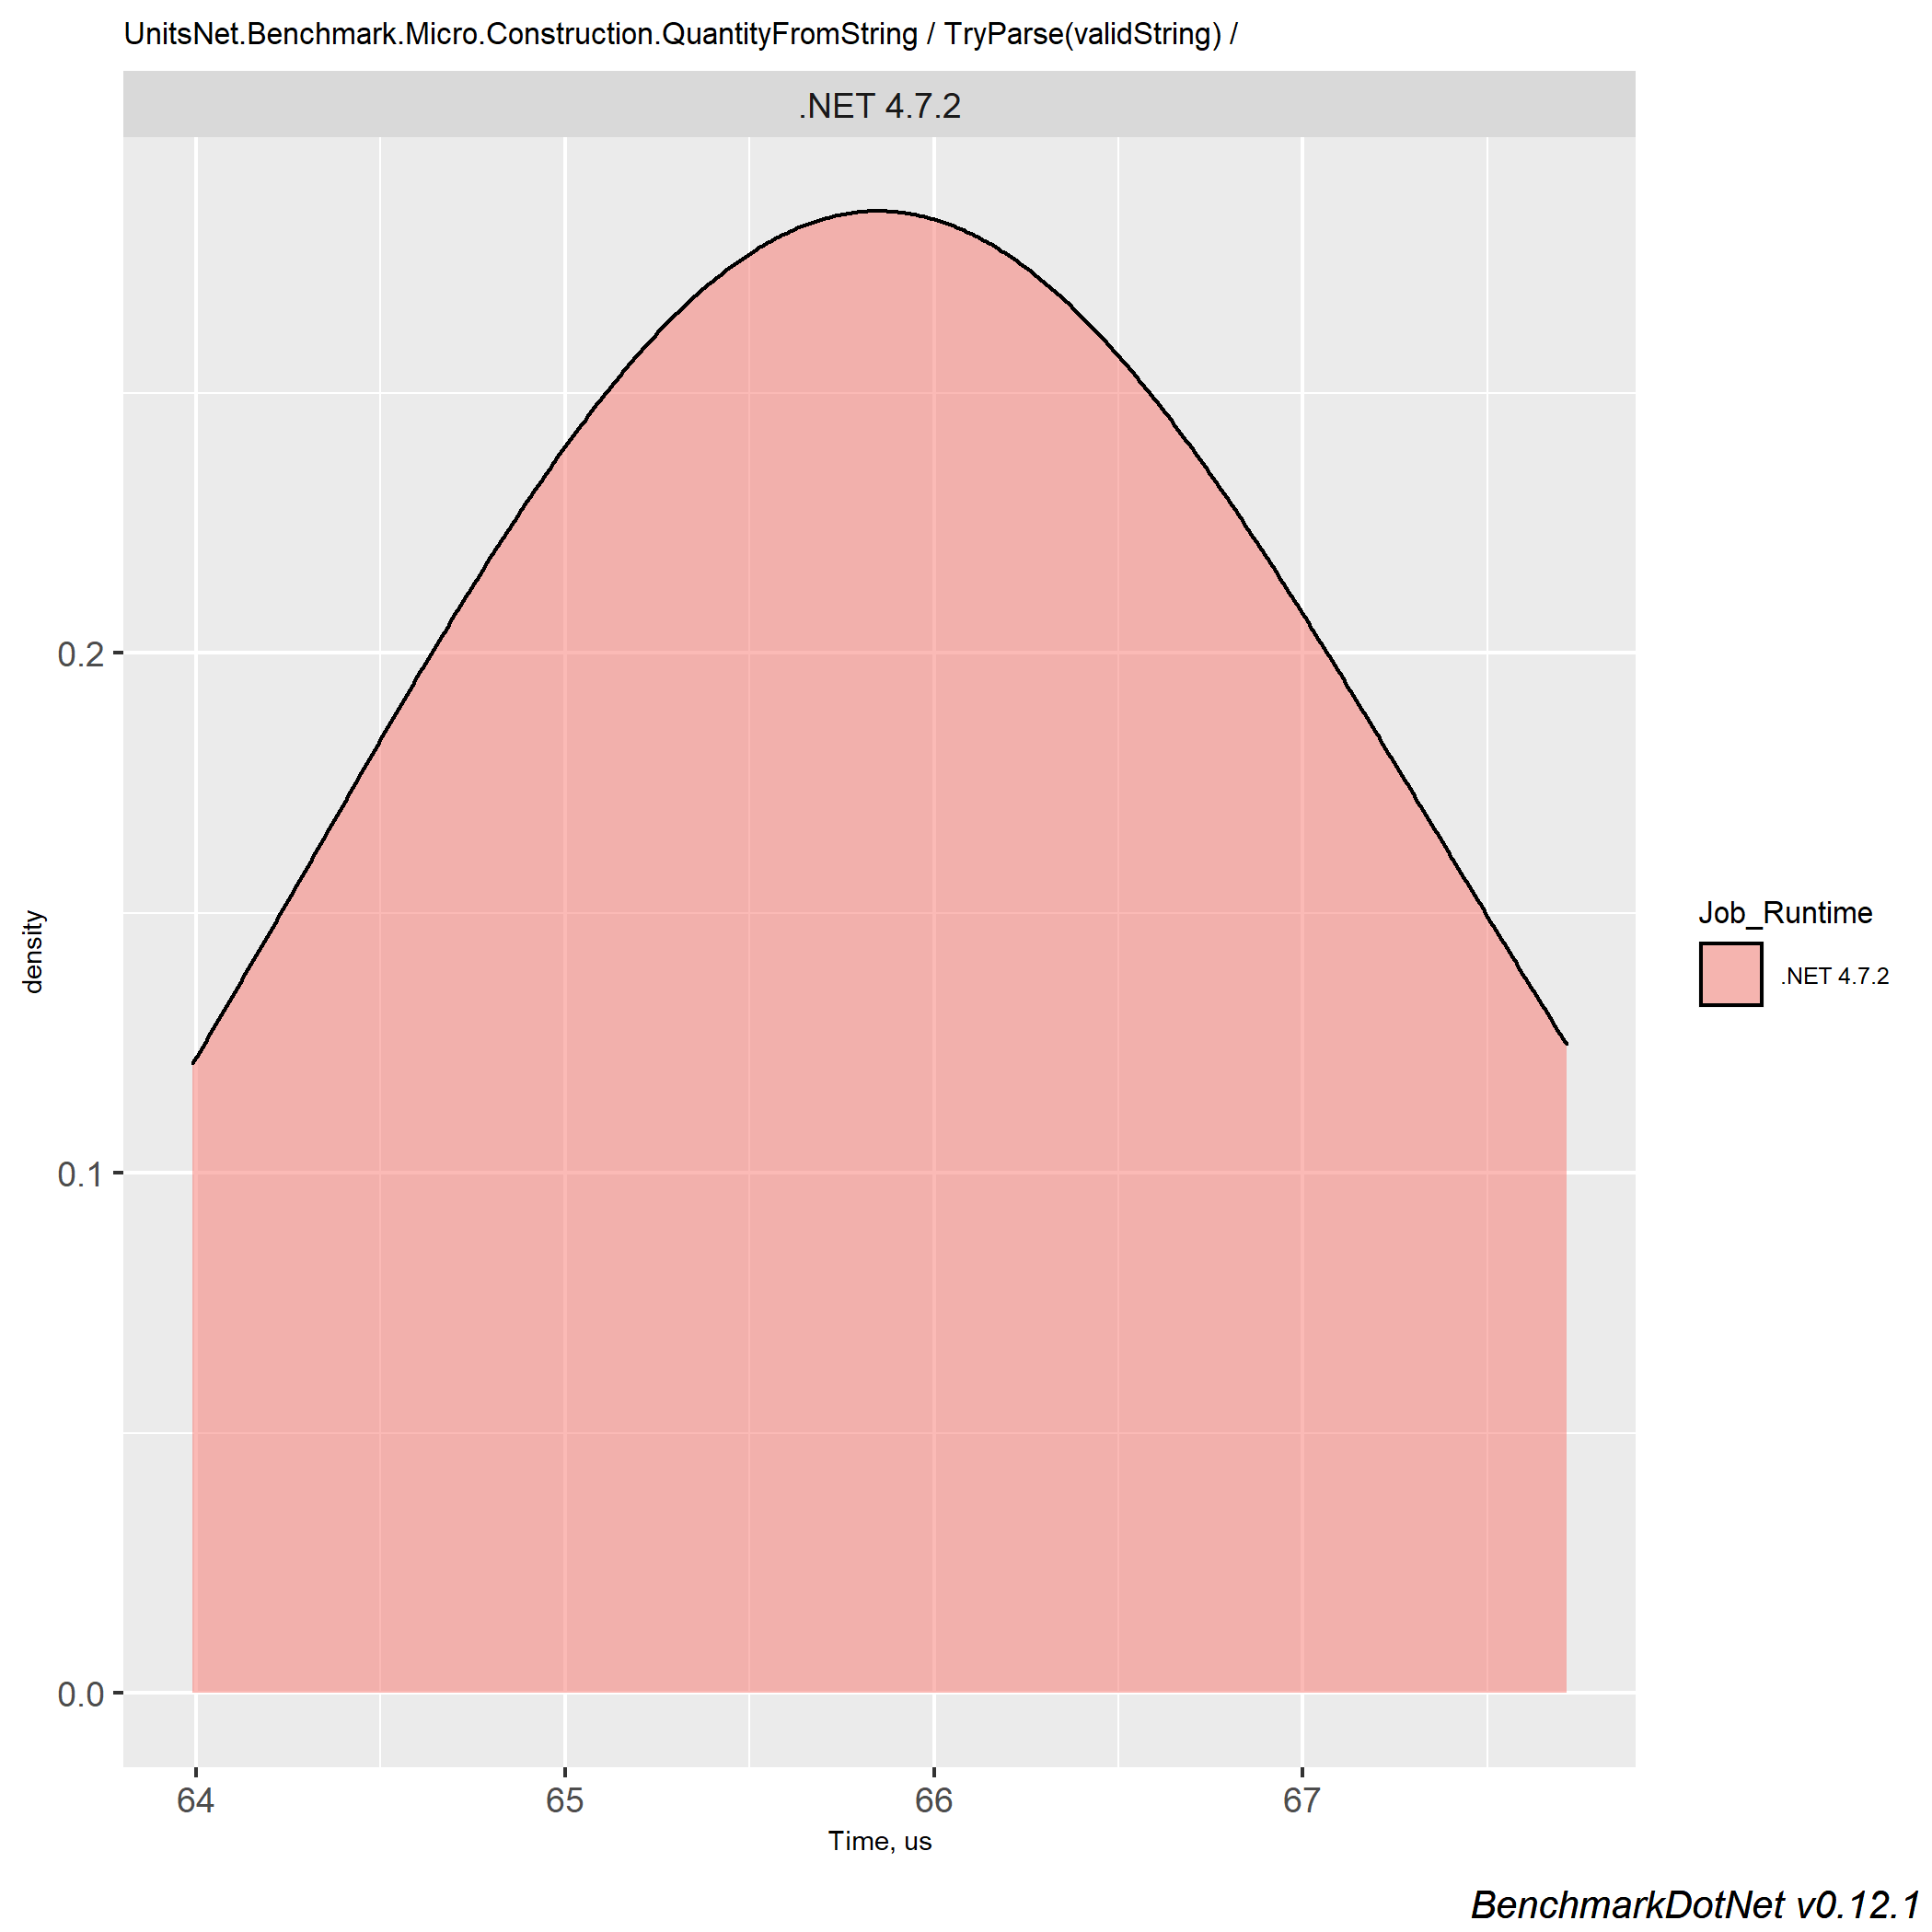 UnitsNet.Benchmark.Micro.Construction.QuantityFromString / TryParse(validString) /
.NET 4.7.2
0.2
0.1
0.0
density
64 65 66 67
Time, us
Job_Runtime
.NET 4.7.2
BenchmarkDotNet v0.12.1